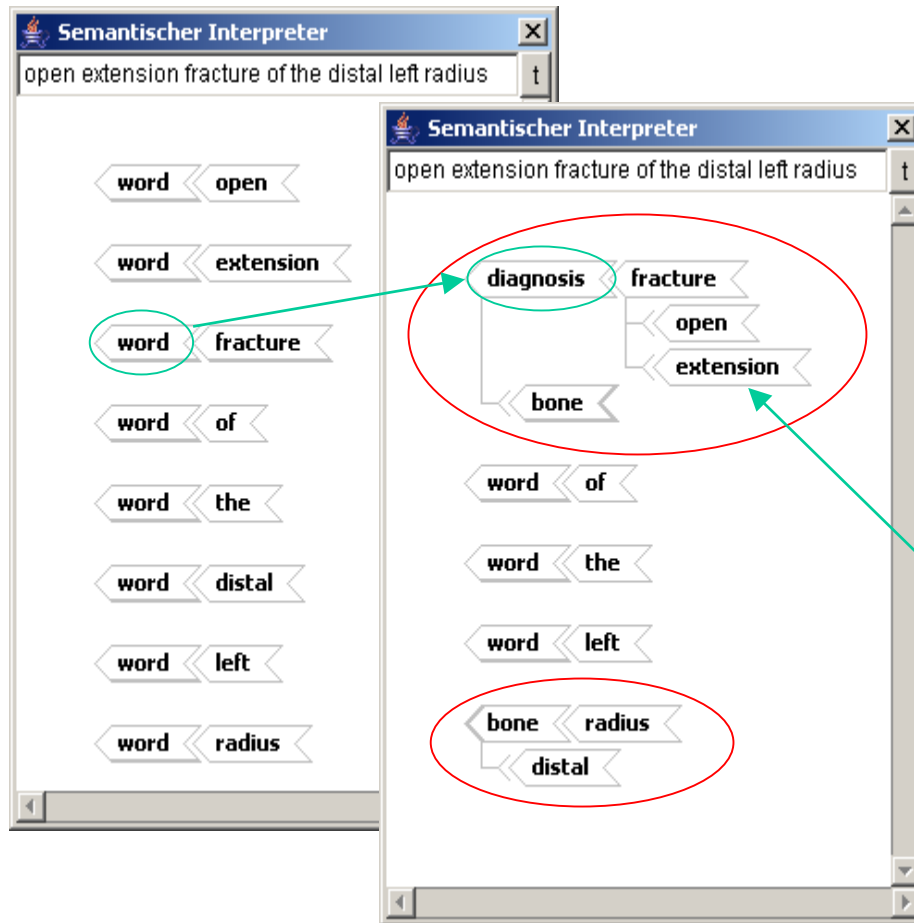 Semantischer Interpreter
open extension fracture of the distal left radius
t
word open
word extension
word fracture
word of
word the
word distal
word left
word radius
Semantischer Interpreter
open extension fracture of the distal left radius
t
diagnosis fracture
open
extension
bone
word of
word the
word left
bone radius
distal